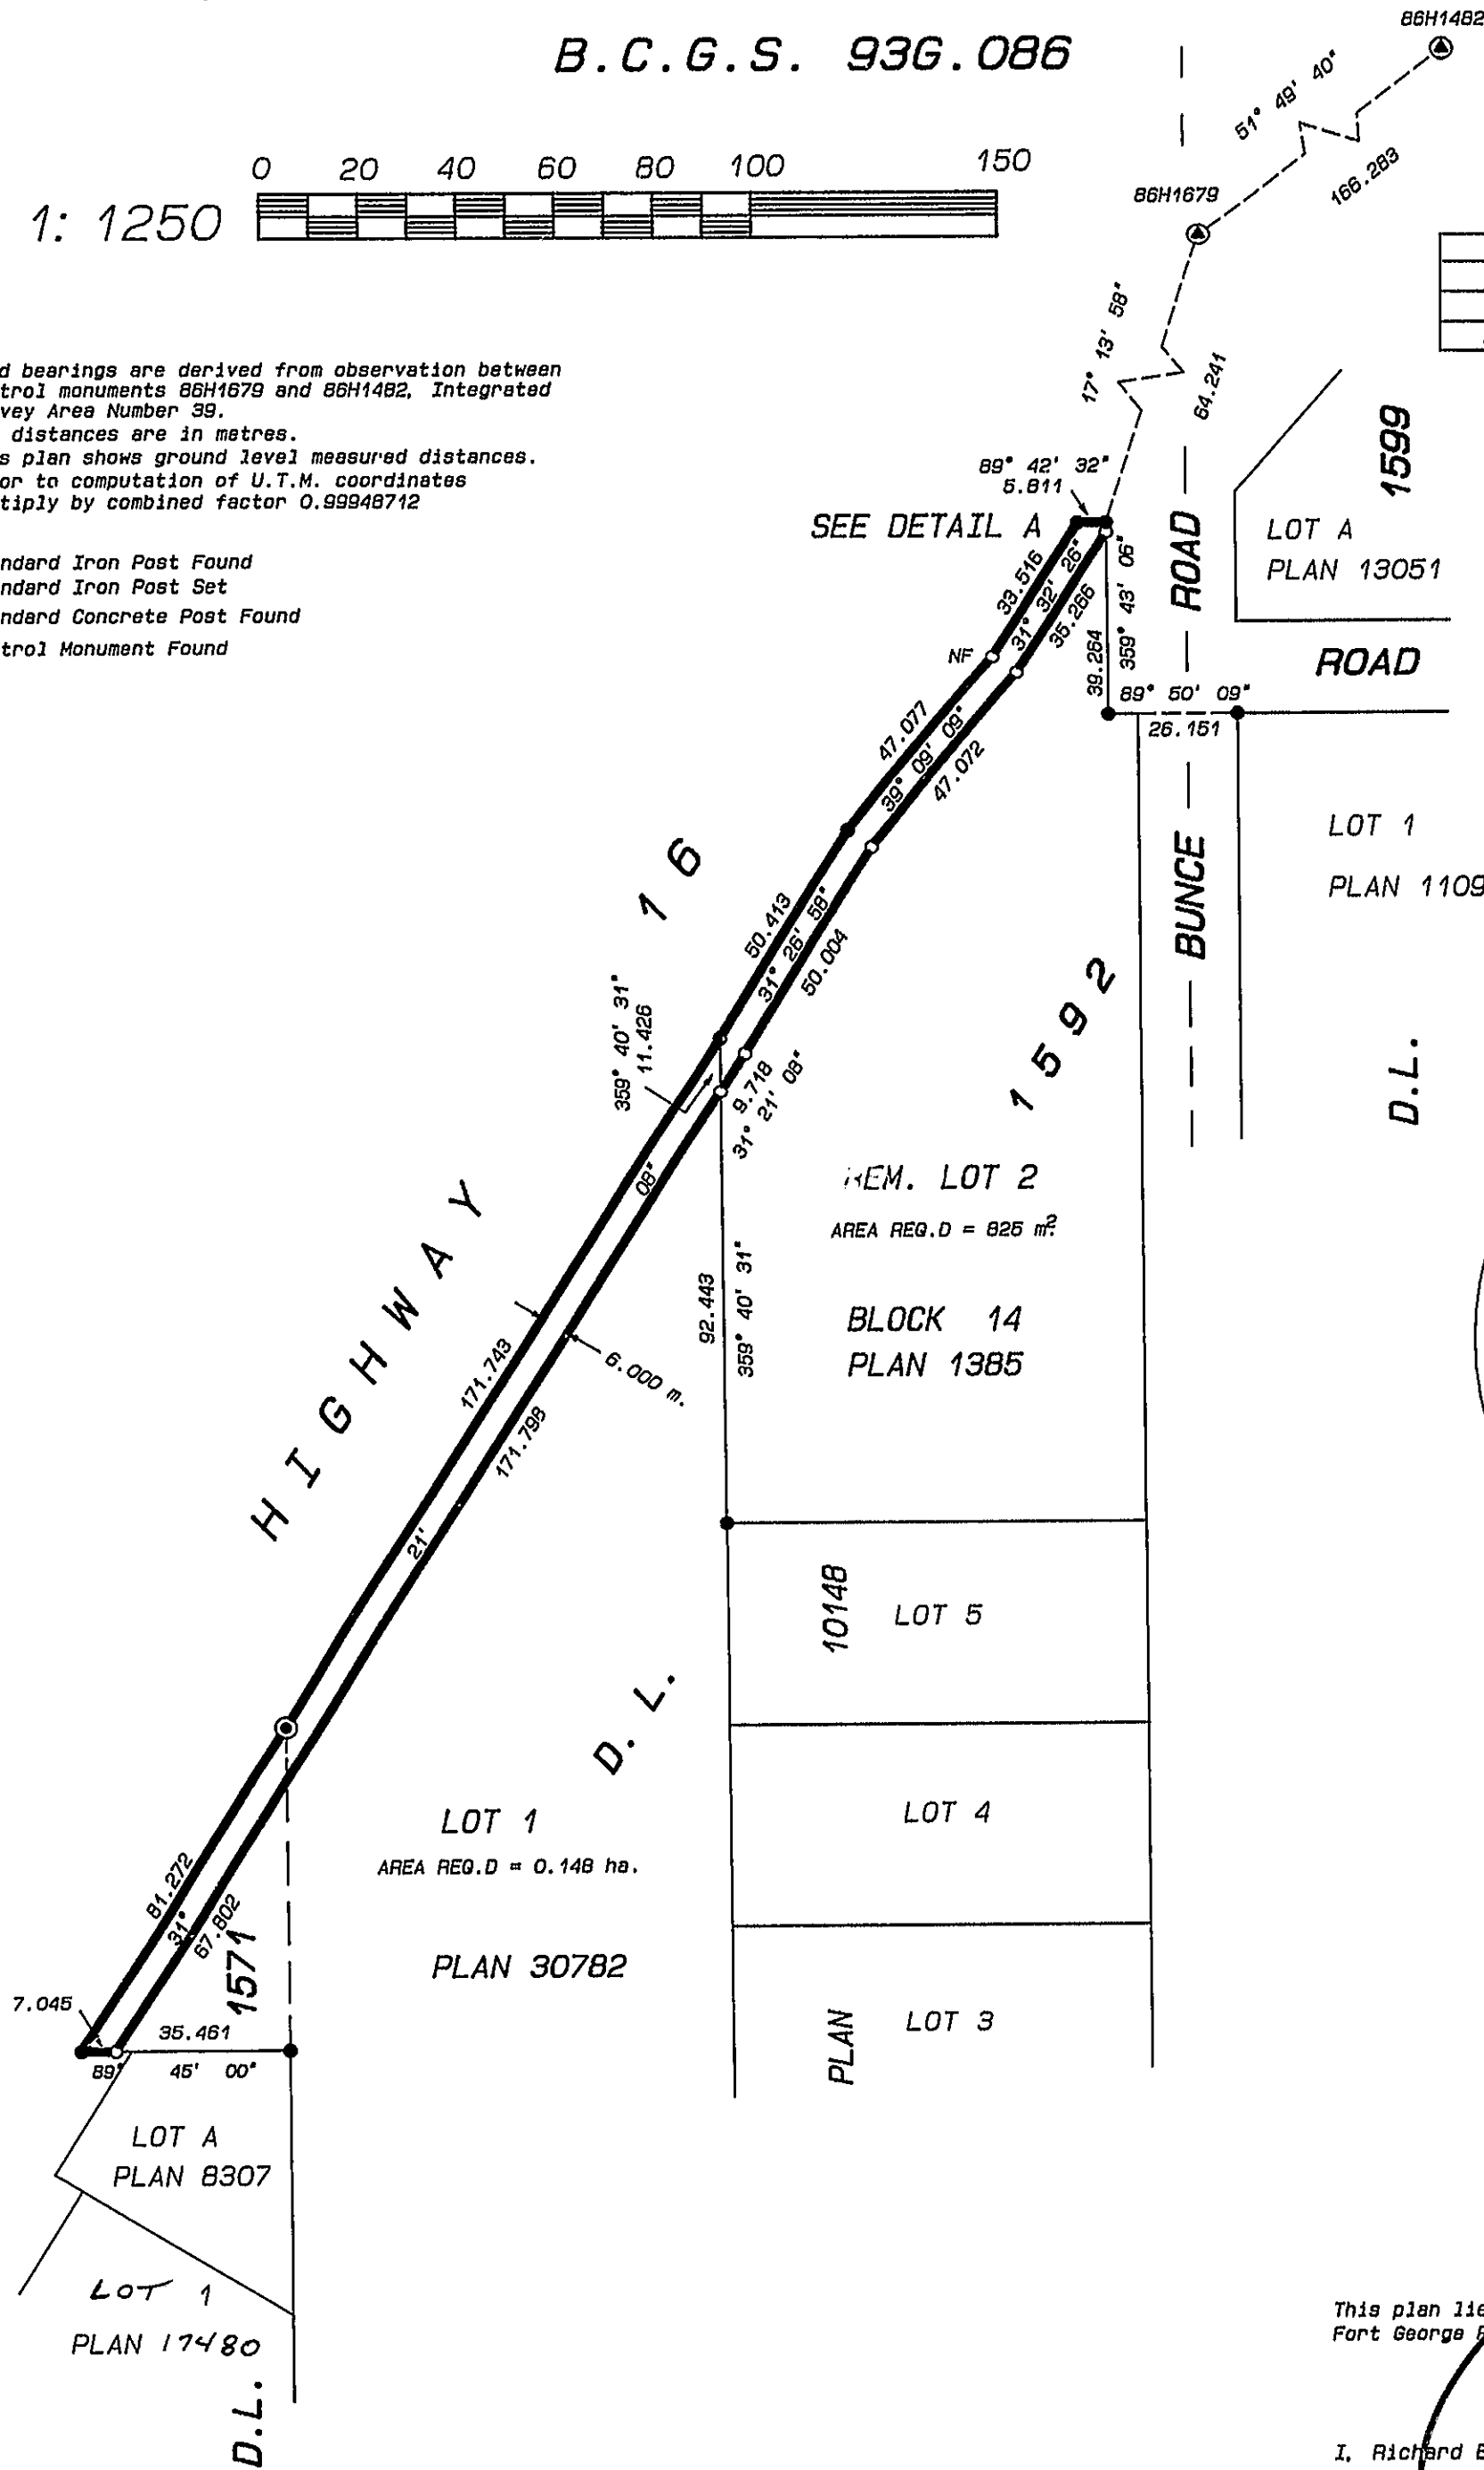 B.C.G.S. 93G.086
86H1482
0 20 40 60 80 100 150
1: 1250
51° 49' 40"
166.283
86H1679
17° 13' 58"
64.241
d bearings are derived from observation between
trol monuments 86H1679 and 86H1482, Integrated
vey Area Number 39.
distances are in metres.
s plan shows ground level measured distances.
or to computation of U.T.M. coordinates
tiply by combined factor 0.99948712
ndard Iron Post Found
ndard Iron Post Set
ndard Concrete Post Found
trol Monument Found
89° 42' 32"
5.811
SEE DETAIL A
1599
LOT A
PLAN 13051
ROAD
ROAD
BUNCE
33.516
31° 32' 26"
35.266
NF
39.264
359° 43' 06"
89° 50' 09"
26.151
47.077
39° 09' 09"
47.072
LOT 1
PLAN 1109
D.L.
HIGHWAY 16
50.413
31° 26' 58"
50.004
359° 40' 31"
11.426
9.718
31° 21' 08"
D.L. 1592
REM. LOT 2
AREA REQ.D = 825 m²
BLOCK 14
PLAN 1385
92.443
359° 40' 31"
08"
171.743
6.000 m.
171.798
21'
10148
LOT 5
LOT 4
LOT 3
PLAN
LOT 1
AREA REQ.D = 0.148 ha.
PLAN 30782
81.272
31°
67.802
1571
7.045
35.461
89° 45' 00"
LOT A
PLAN 8307
LOT 1
PLAN 17480
D.L.
This plan lie
Fort George R
I, Richard B